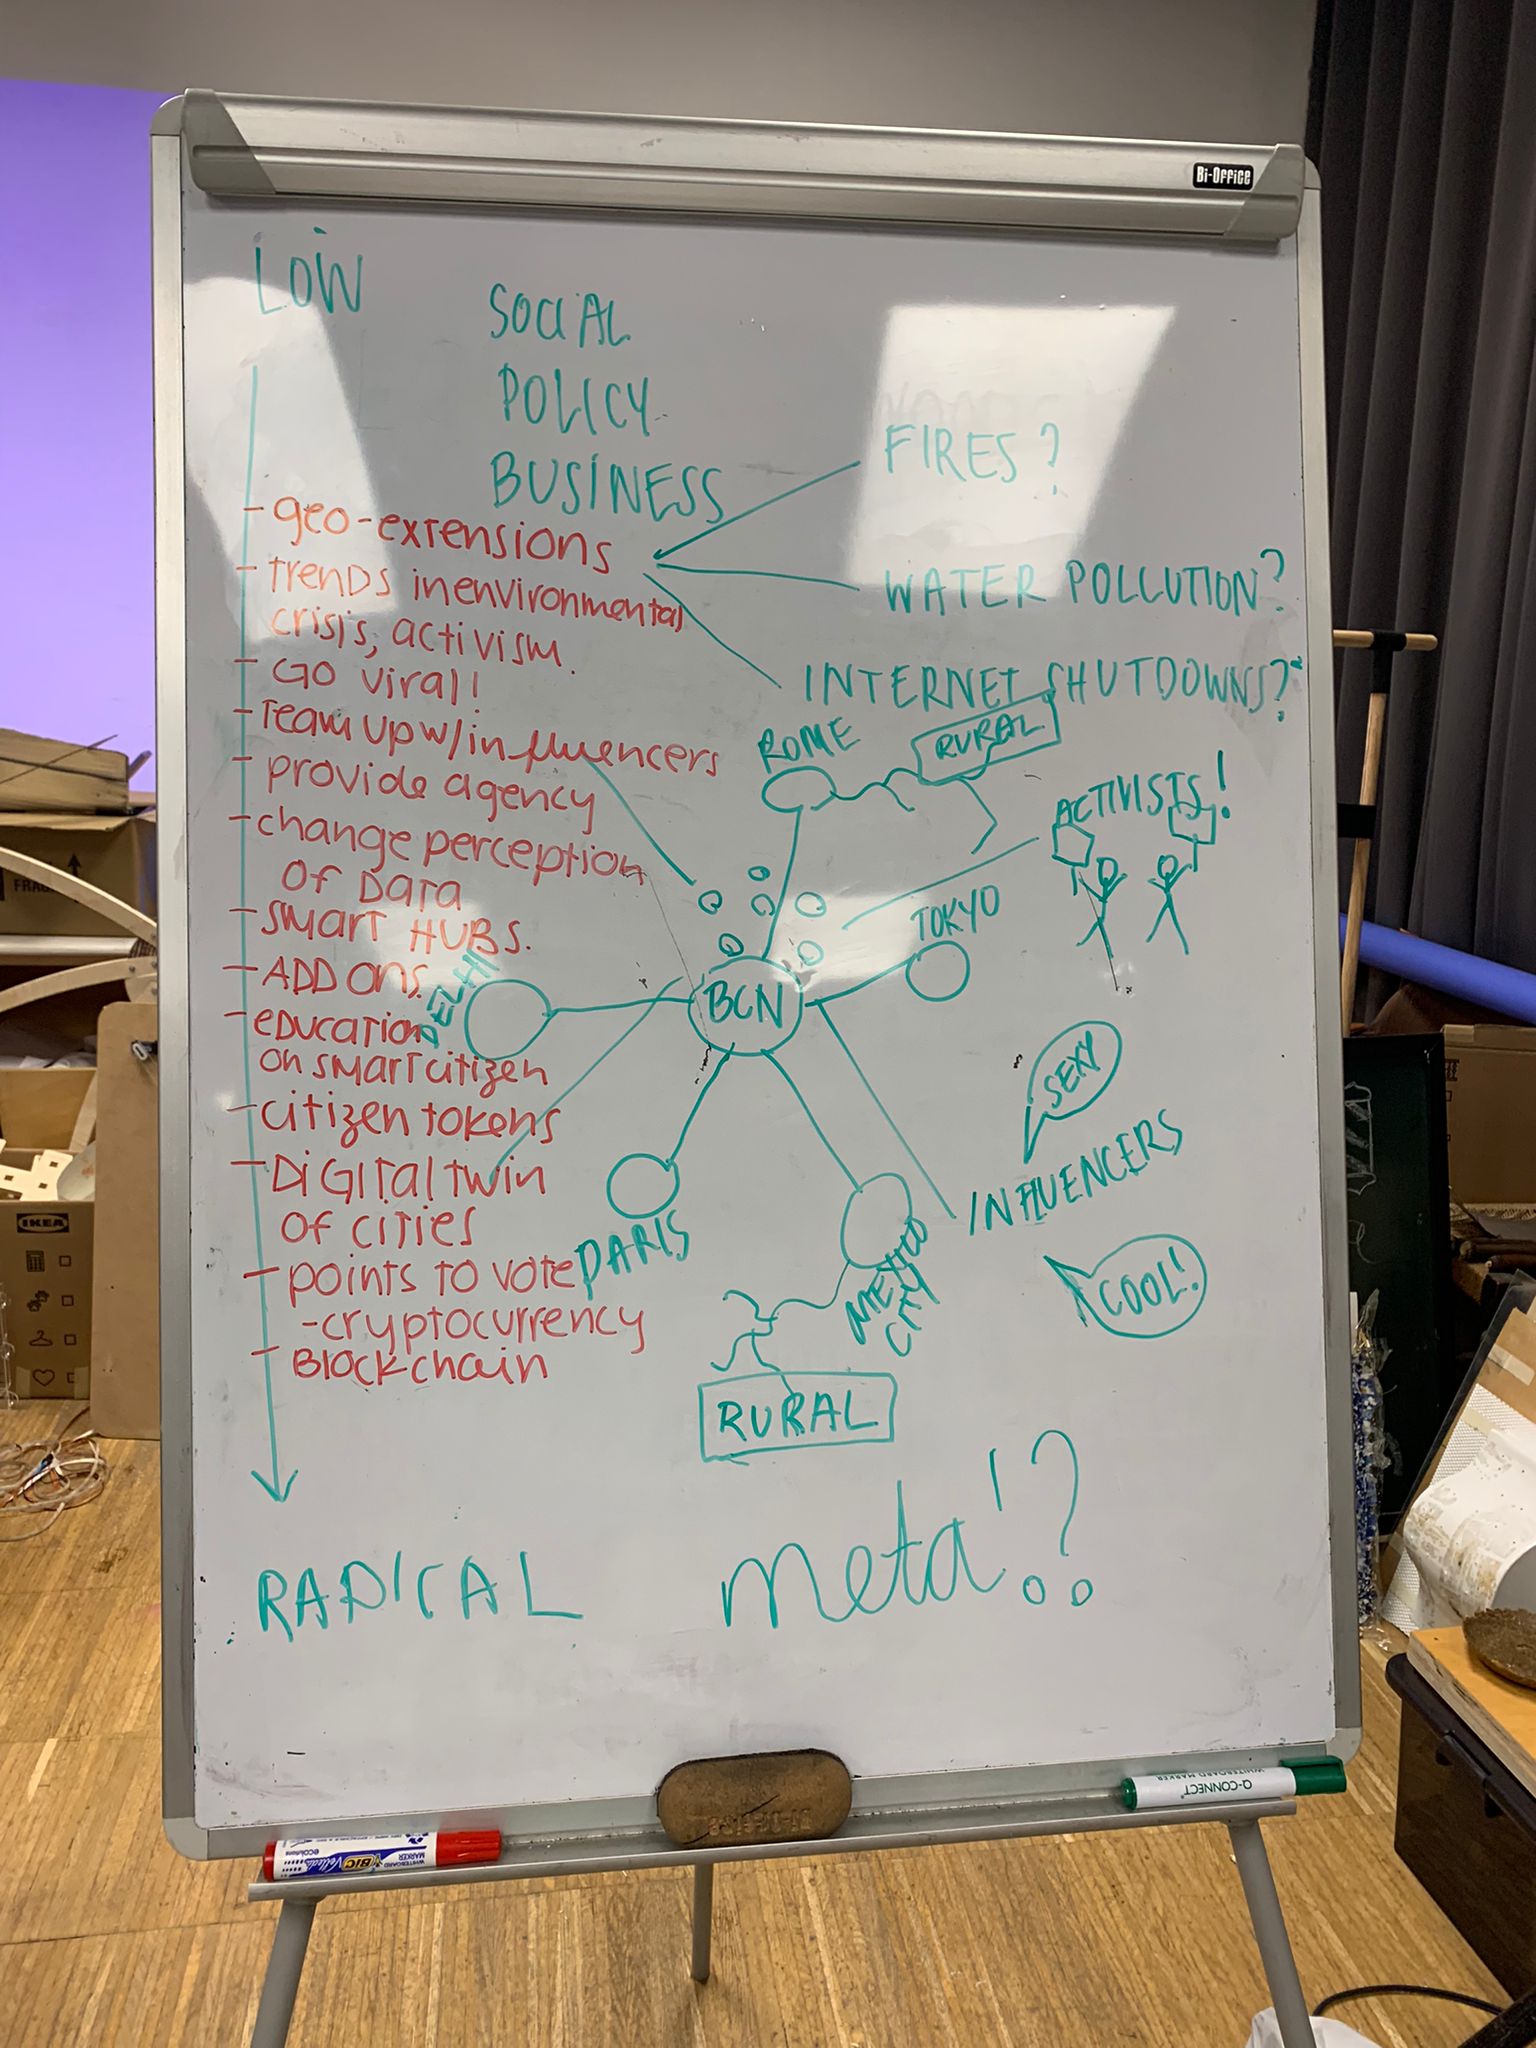 Bi-Office
LOW
SOCIAL
POLICY
BUSINESS
FIRES?
WATER POLLUTION?
INTERNET SHUTDOWNS?
- geo-extensions
- trends in environmental
crisis, activism.
- Go viral!
- Team up w/ influencers
- provide agency
- change perception
of Data
- smart HUBS.
- ADD ons.
- education
on smart citizen
- citizen tokens
- DiGital twin
of cities
- points to vote
- cryptocurrency
- Blockchain
ROME
RURAL
ACTIVISTS!
TOKYO
DELHI
BCN
SEXY
INFLUENCERS
COOL!
PARIS
MEXICO
CITY
RURAL
RADICAL
meta!?
Q-CONNECT
WHITEBOARD MARKER
BIC Velleda
WHITEBOARD MARKER
ecolutions
IKEA
FRAG